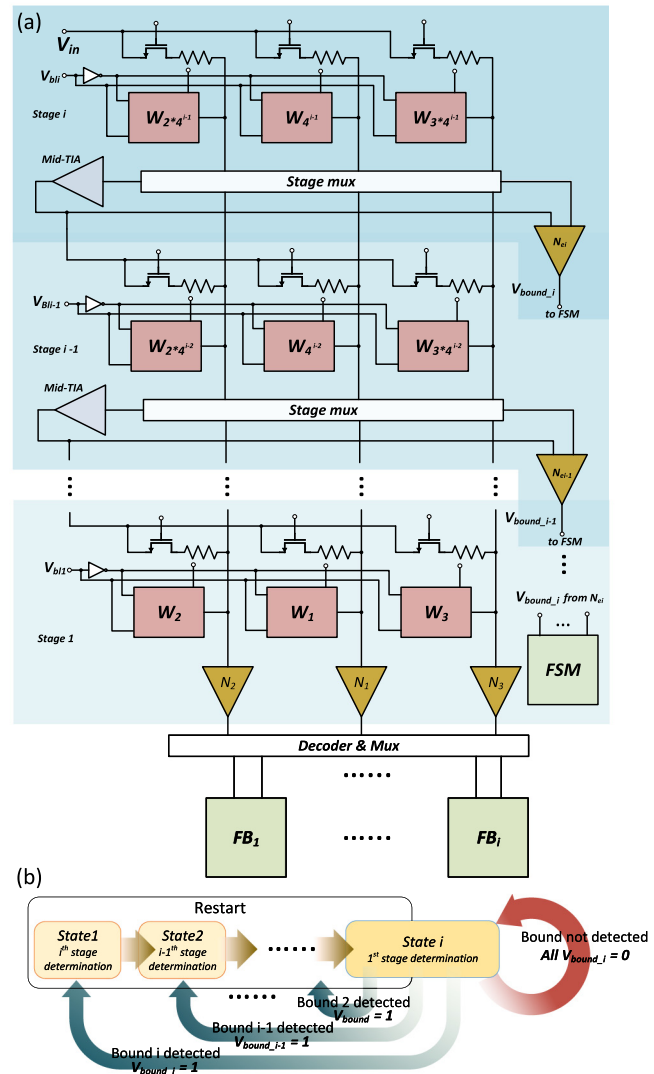 (a)
V_in
V_bli
Stage i
W_2*4^i-1
W_4^i-1
W_3*4^i-1
Mid-TIA
Stage mux
N_ei
V_bound_i
to FSM
V_Bli-1
Stage i -1
W_2*4^i-2
W_4^i-2
W_3*4^i-2
Mid-TIA
Stage mux
N_ei-1
V_bound_i-1
to FSM
V_bl1
Stage 1
W_2
W_1
W_3
V_bound_i from N_ei
...
FSM
N_2
N_1
N_3
Decoder & Mux
......
FB_1
......
FB_i
(b)
Restart
State1
i^th stage
determination
State2
i-1^th stage
determination
......
State i
1^st stage determination
Bound not detected
All V_bound_i = 0
......
Bound 2 detected
V_bound = 1
Bound i-1 detected
V_bound_i-1 = 1
Bound i detected
V_bound_i = 1